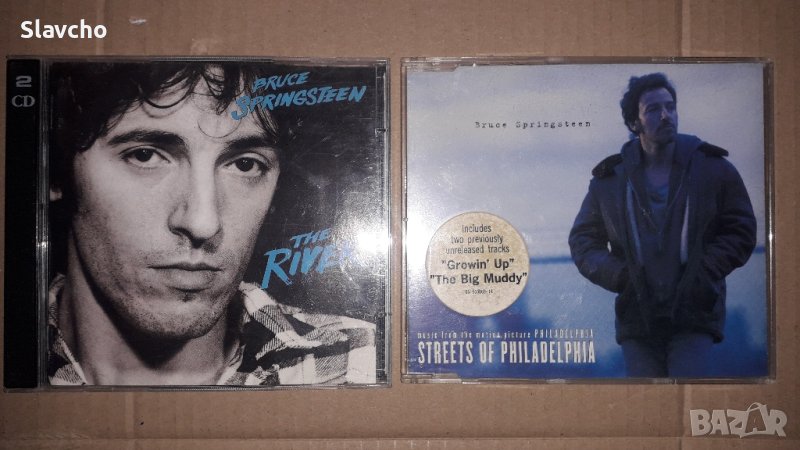 Slavcho
2
CD
BRUCE
SPRINGSTEEN
THE
RIVER
Bruce Springsteen
includes
two previously
unreleased tracks
"Growin' Up"
"The Big Muddy"
music from the motion picture PHILADELPHIA
STREETS OF PHILADELPHIA
BAZAR